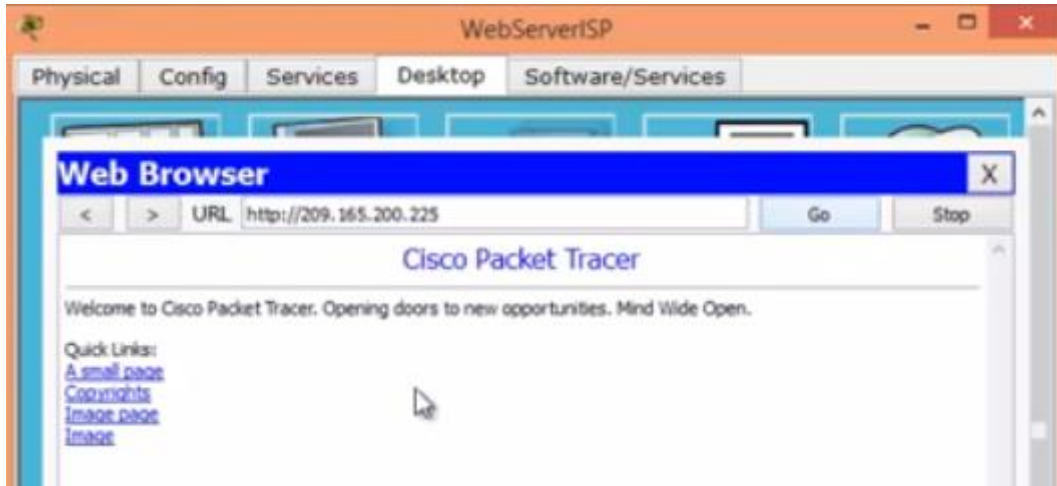 WebServerISP
Physical Config Services Desktop Software/Services
Web Browser
X
< > URL http://209.165.200.225 Go Stop
Cisco Packet Tracer
Welcome to Cisco Packet Tracer. Opening doors to new opportunities. Mind Wide Open.
Quick Links:
A small page
Copyrights
Image page
Image